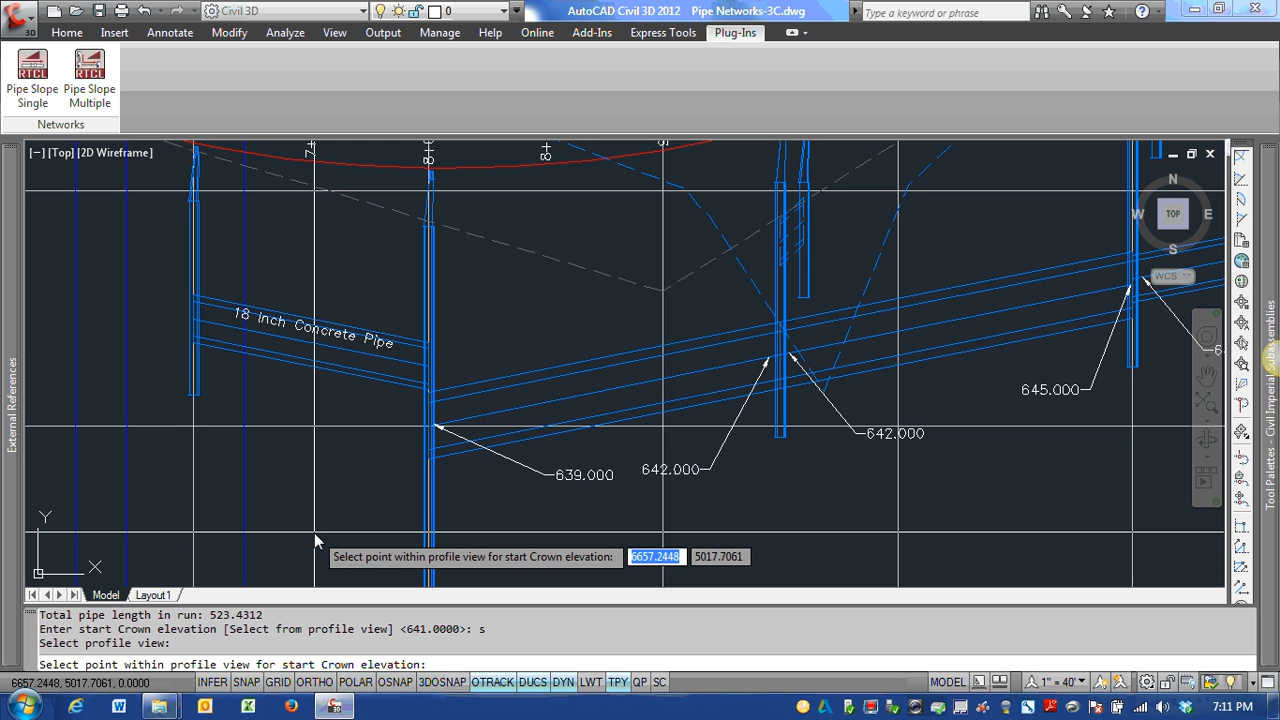 Civil 3D
0
AutoCAD Civil 3D 2012 Pipe Networks-3C.dwg
Type a keyword or phrase
3D
Home Insert Annotate Modify Analyze View Output Manage Help Online Add-Ins Express Tools Plug-Ins
RTCL RTCL
Pipe Slope Single
Pipe Slope Multiple
Networks
[−] [Top] [2D Wireframe]
8+
8+
N
W TOP E
S
WCS
18 Inch Concrete Pipe
645.000
642.000
642.000
639.000
Y
X
Select point within profile view for start Crown elevation: 6657.2448 5017.7061
External References
Tool Palettes - Civil Imperial Subassemblies
Model Layout1
Total pipe length in run: 523.4312
Enter start Crown elevation [Select from profile view] <641.0000>: s
Select profile view:
Select point within profile view for start Crown elevation:
6657.2448, 5017.7061, 0.0000 INFER SNAP GRID ORTHO POLAR OSNAP 3DOSNAP OTRACK DUCS DYN LWT TPY QP SC MODEL 1" = 40'
7:11 PM